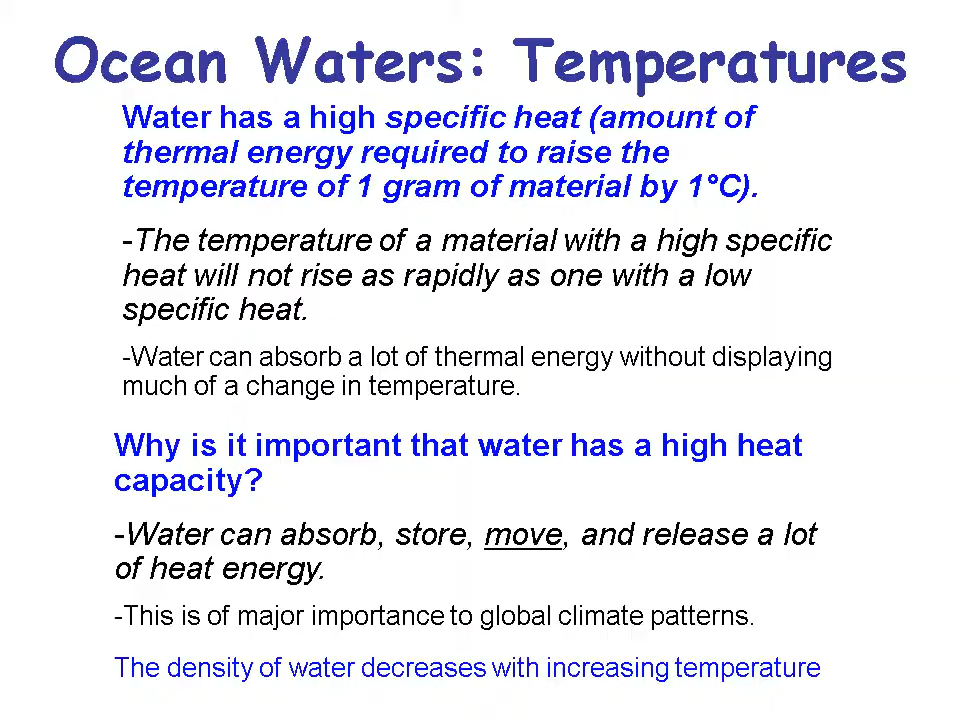 Ocean Waters: Temperatures
Water has a high specific heat (amount of
thermal energy required to raise the
temperature of 1 gram of material by 1°C).
-The temperature of a material with a high specific
heat will not rise as rapidly as one with a low
specific heat.
-Water can absorb a lot of thermal energy without displaying
much of a change in temperature.
Why is it important that water has a high heat
capacity?
-Water can absorb, store, move, and release a lot
of heat energy.
-This is of major importance to global climate patterns.
The density of water decreases with increasing temperature